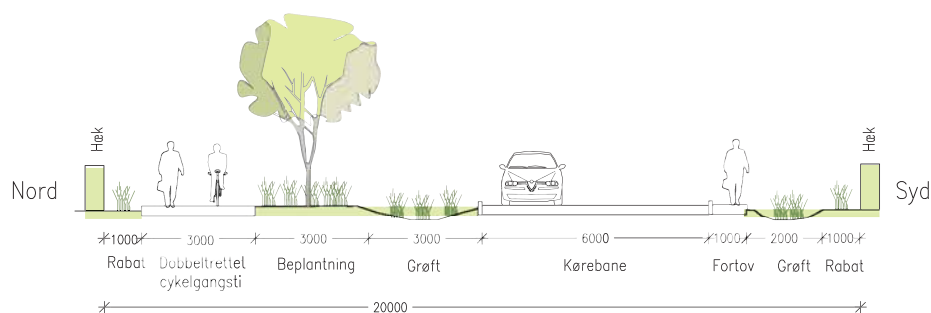 Hæk
Hæk
Nord
Syd
1000 3000 3000 3000 6000 1000 2000 1000
Rabat Dobbeltrettet Beplantning Grøft Kørebane Fortov Grøft Rabat
cykelgangsti
20000